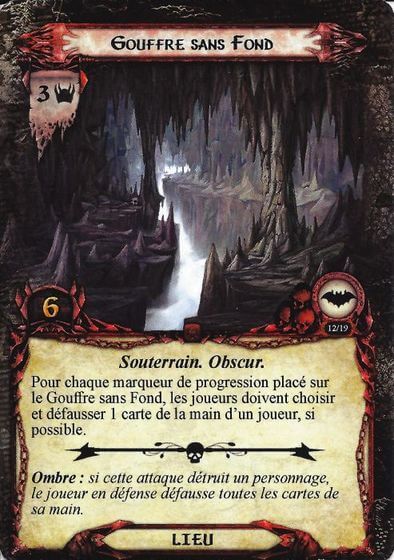 Gouffre sans Fond
3
6
12/19
Souterrain. Obscur.
Pour chaque marqueur de progression placé sur
le Gouffre sans Fond, les joueurs doivent choisir
et défausser 1 carte de la main d'un joueur, si
possible.
Ombre : si cette attaque détruit un personnage,
le joueur en défense défausse toutes les cartes de
sa main.
LIEU